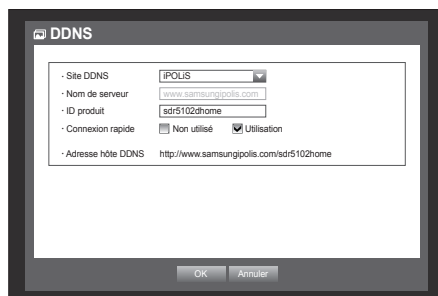 DDNS
· Site DDNS iPOLiS
· Nom de serveur www.samsungipolis.com
· ID produit sdr5102dhome
· Connexion rapide Non utilisé Utilisation
· Adresse hôte DDNS http://www.samsungipolis.com/sdr5102home
OK Annuler